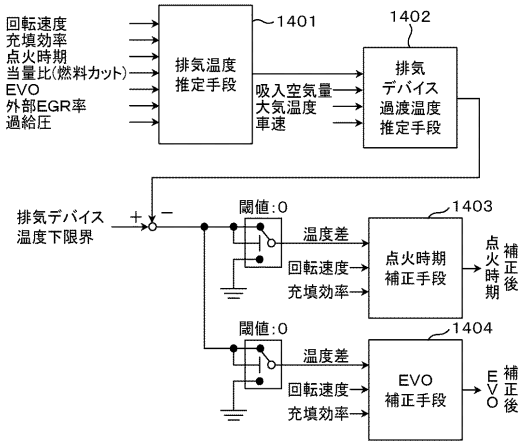 回転速度
充填効率
点火時期
当量比(燃料カット)
EVO
外部EGR率
過給圧
排気温度
推定手段
1401
吸入空気量
大気温度
車速
排気
デバイス
過渡温度
推定手段
1402
排気デバイス
温度下限界
+
−
閾値:0
温度差
回転速度
充填効率
点火時期
補正手段
1403
補正後
点火時期
閾値:0
温度差
回転速度
充填効率
EVO
補正手段
1404
補正後
EVO